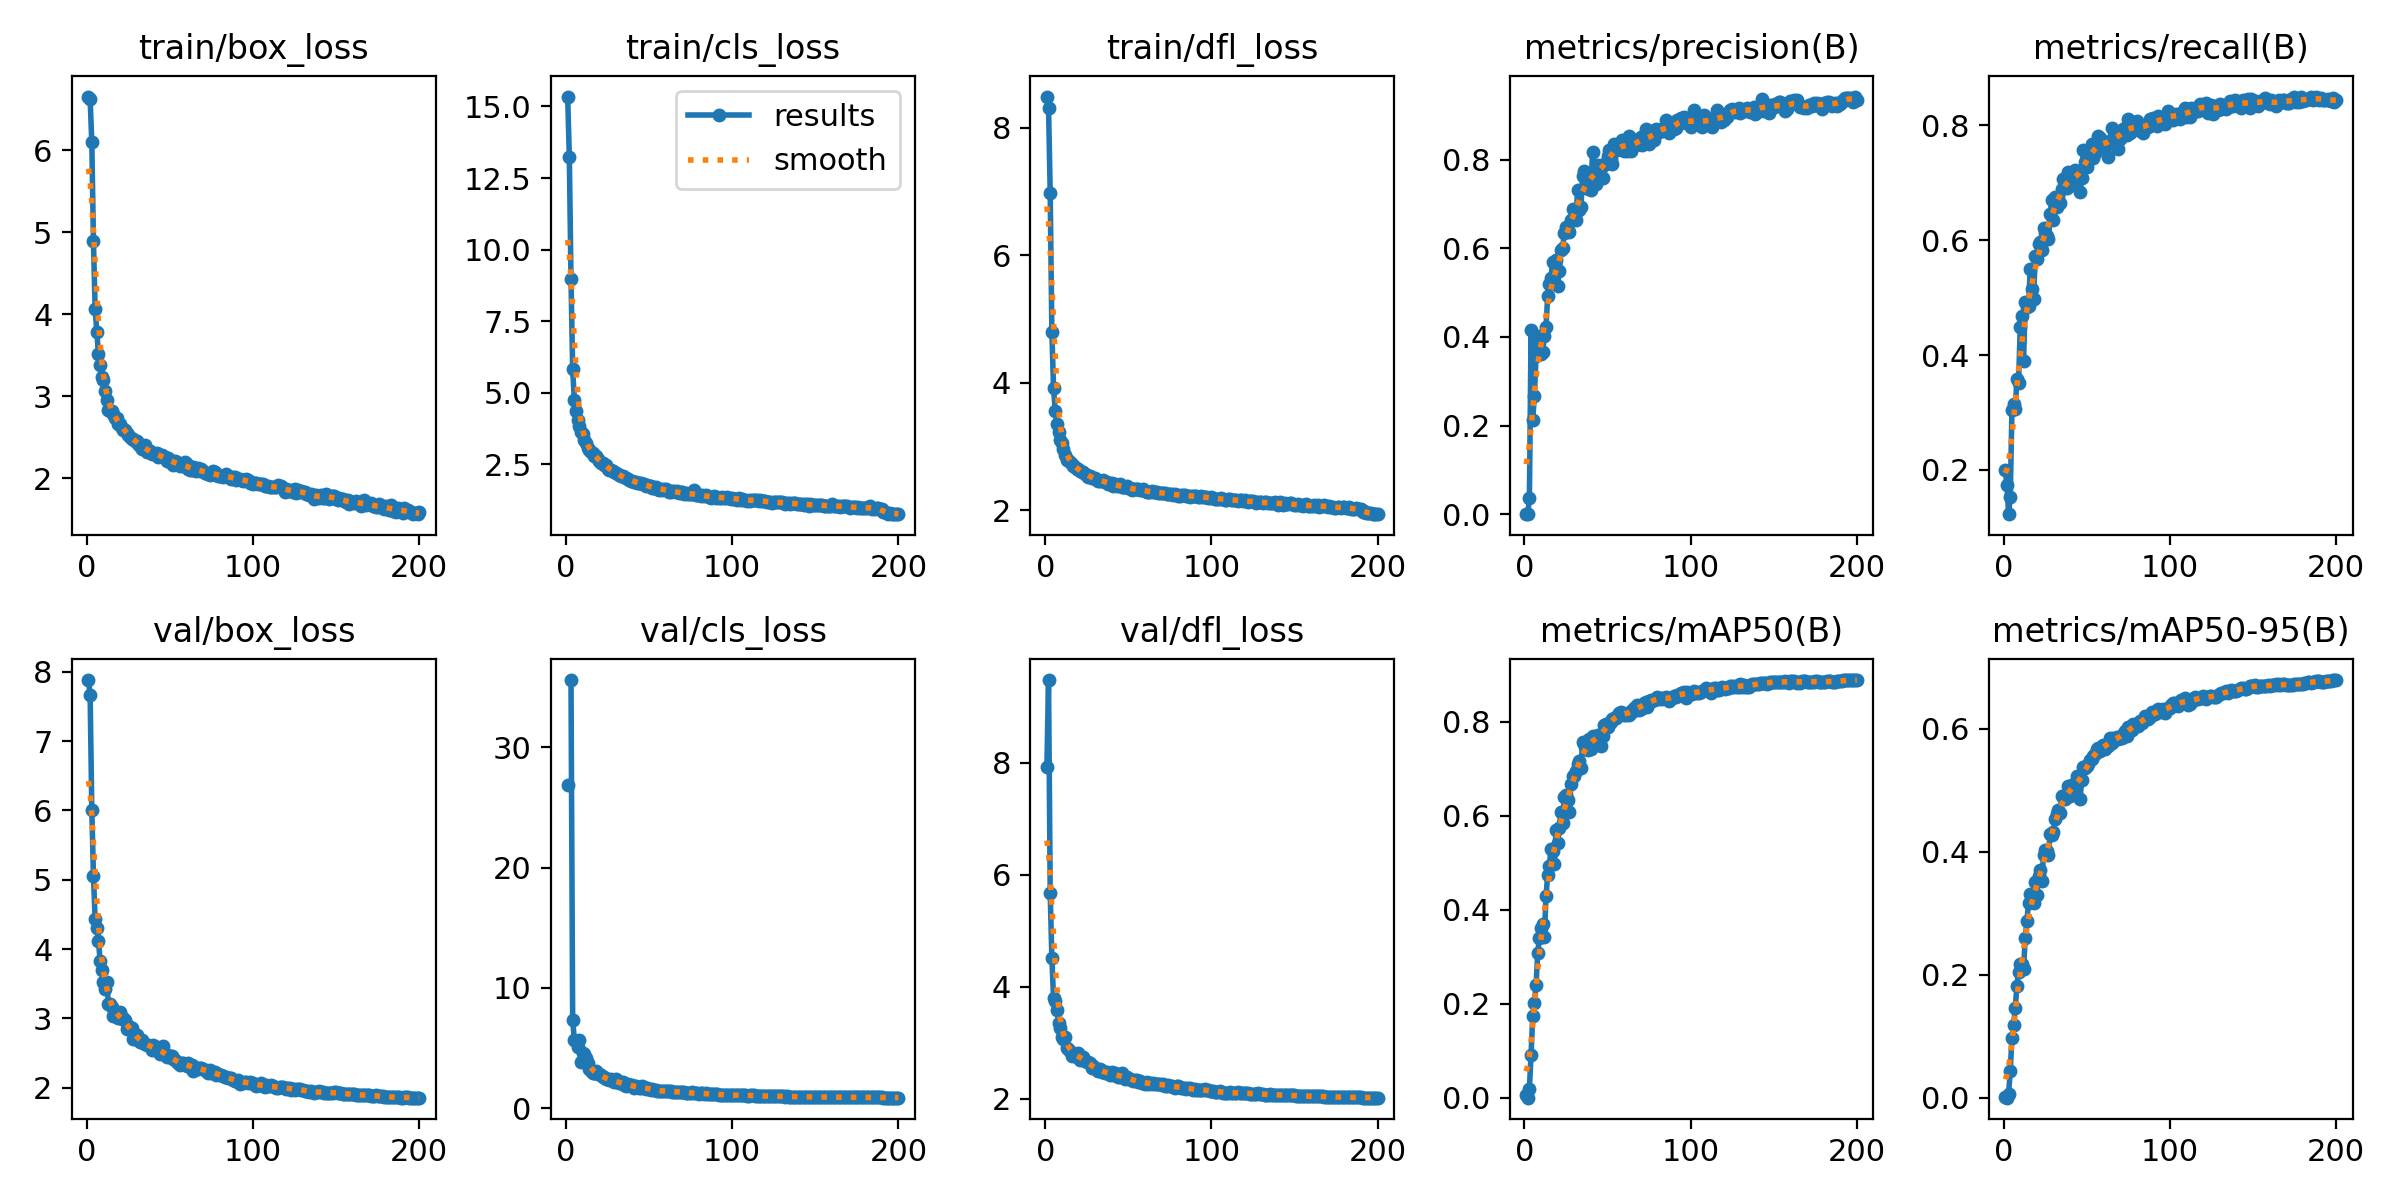 train/box_loss
6
5
4
3
2
0 100 200
train/cls_loss
results
smooth
15.0
12.5
10.0
7.5
5.0
2.5
0 100 200
train/dfl_loss
8
6
4
2
0 100 200
metrics/precision(B)
0.8
0.6
0.4
0.2
0.0
0 100 200
metrics/recall(B)
0.8
0.6
0.4
0.2
0 100 200
val/box_loss
8
7
6
5
4
3
2
0 100 200
val/cls_loss
30
20
10
0
0 100 200
val/dfl_loss
8
6
4
2
0 100 200
metrics/mAP50(B)
0.8
0.6
0.4
0.2
0.0
0 100 200
metrics/mAP50-95(B)
0.6
0.4
0.2
0.0
0 100 200